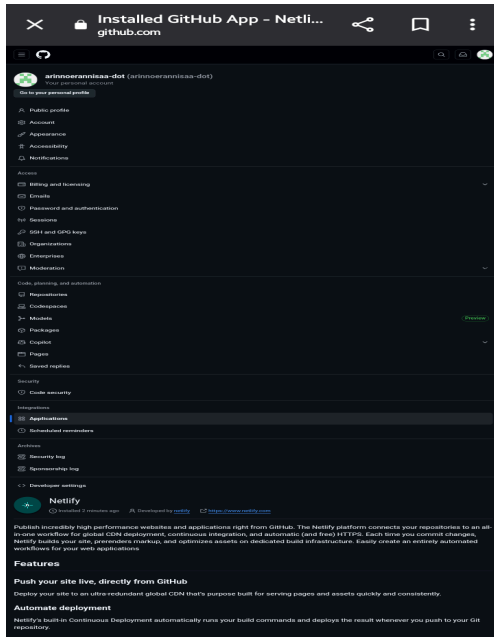 Installed GitHub App – Netli...
github.com
arinnoerannisaa-dot (arinnoerannisaa-dot)
Your personal account
Go to your personal profile
Public profile
Account
Appearance
Accessibility
Notifications
Access
Billing and licensing
Emails
Password and authentication
Sessions
SSH and GPG keys
Organizations
Enterprises
Moderation
Code, planning, and automation
Repositories
Codespaces
Models Preview
Packages
Copilot
Pages
Saved replies
Security
Code security
Integrations
Applications
Scheduled reminders
Archives
Security log
Sponsorship log
Developer settings
Netlify
Installed 2 minutes ago Developed by netlify https://www.netlify.com
Publish incredibly high performance websites and applications right from GitHub. The Netlify platform connects your repositories to an all-
in-one workflow for global CDN deployment, continuous integration, and automatic (and free) HTTPS. Each time you commit changes,
Netlify builds your site, prerenders markup, and optimizes assets on dedicated build infrastructure. Easily create an entirely automated
workflows for your web applications
Features
Push your site live, directly from GitHub
Deploy your site to an ultra-redundant global CDN that's purpose built for serving pages and assets quickly and consistently.
Automate deployment
Netlify's built-in Continuous Deployment automatically runs your build commands and deploys the result whenever you push to your Git
repository.